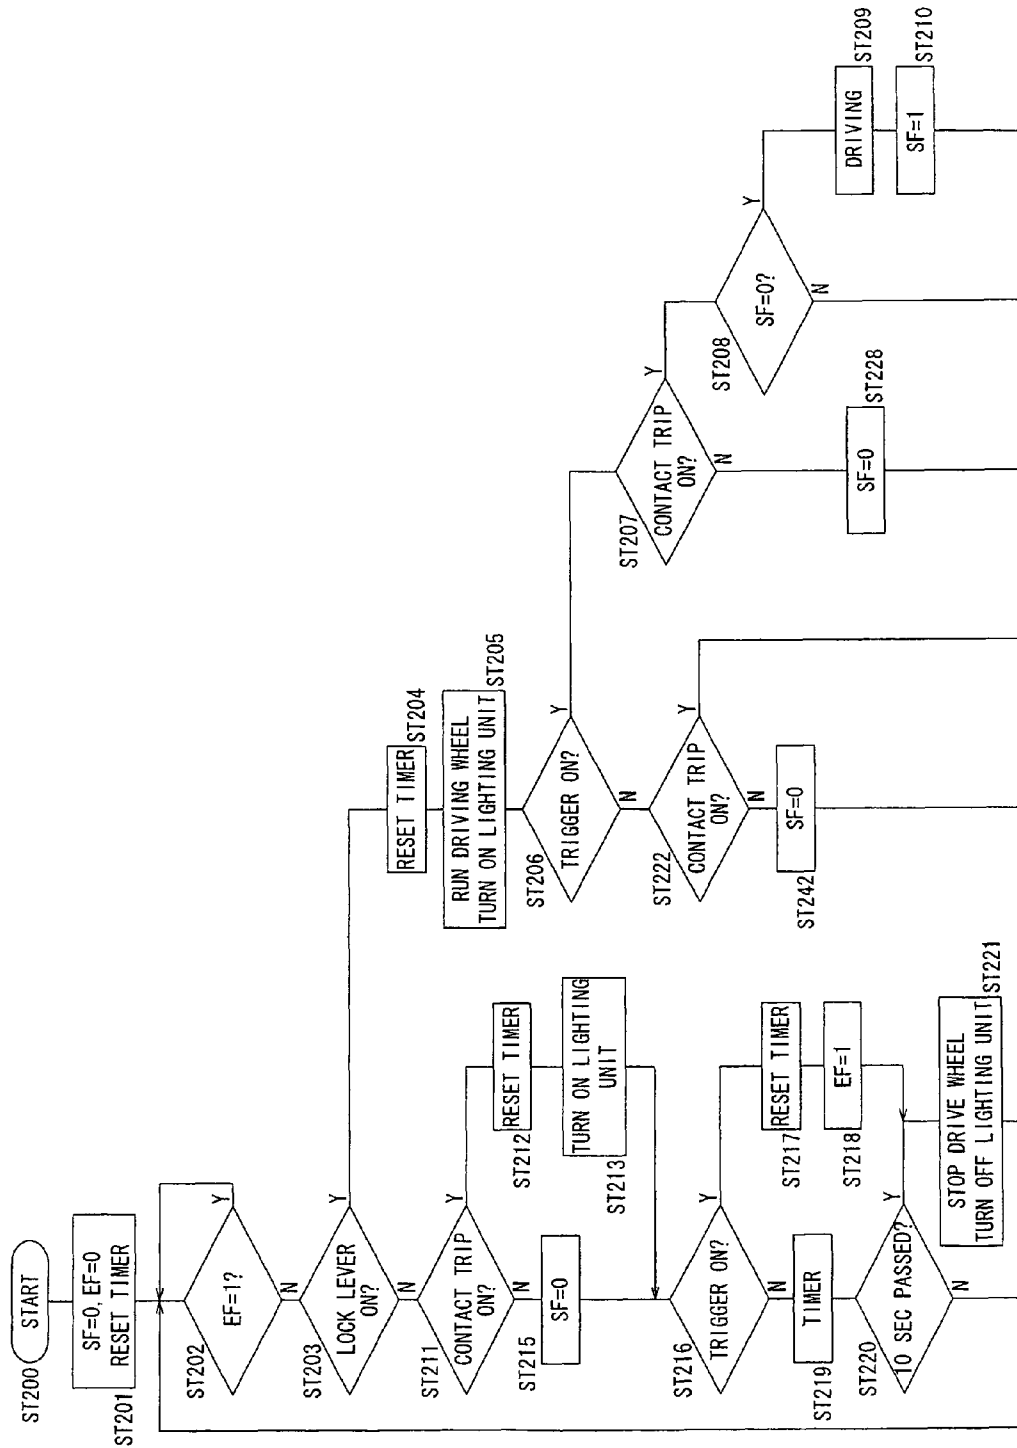 START
ST200
SF=0, EF=0
RESET TIMER
ST201
EF=1?
ST202
Y
N
LOCK LEVER
ON?
ST203
Y
N
RESET TIMER
ST204
RUN DRIVING WHEEL
TURN ON LIGHTING UNIT
ST205
TRIGGER ON?
ST206
Y
N
CONTACT TRIP
ON?
ST207
Y
N
SF=0?
ST208
Y
N
DRIVING
ST209
SF=1
ST210
SF=0
ST228
CONTACT TRIP
ON?
ST222
Y
N
SF=0
ST242
CONTACT TRIP
ON?
ST211
Y
N
RESET TIMER
ST212
TURN ON LIGHTING
UNIT
ST213
SF=0
ST215
TRIGGER ON?
ST216
Y
N
RESET TIMER
ST217
EF=1
ST218
TIMER
ST219
10 SEC PASSED?
ST220
Y
N
STOP DRIVE WHEEL
TURN OFF LIGHTING UNIT
ST221